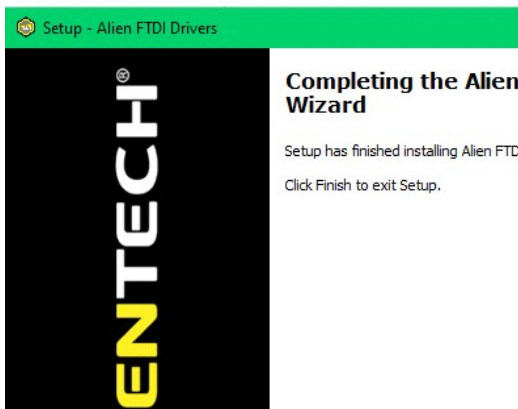 Setup - Alien FTDI Drivers
Completing the Alien
Wizard
Setup has finished installing Alien FTD
Click Finish to exit Setup.
ENTECH®